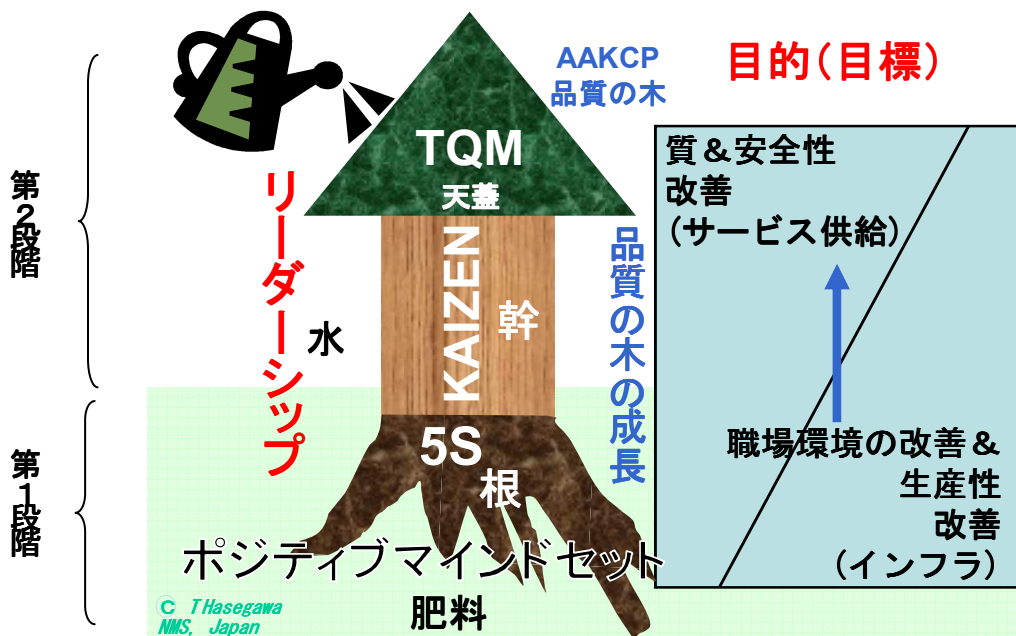 AAKCP
品質の木
目的(目標)
第2段階
TQM
天蓋
リーダーシップ
水
KAIZEN
幹
品質の木の成長
質&安全性
改善
(サービス供給)
職場環境の改善&
生産性
改善
(インフラ)
第1段階
5S
根
ポジティブマインドセット
肥料
© THasegawa
NMS, Japan